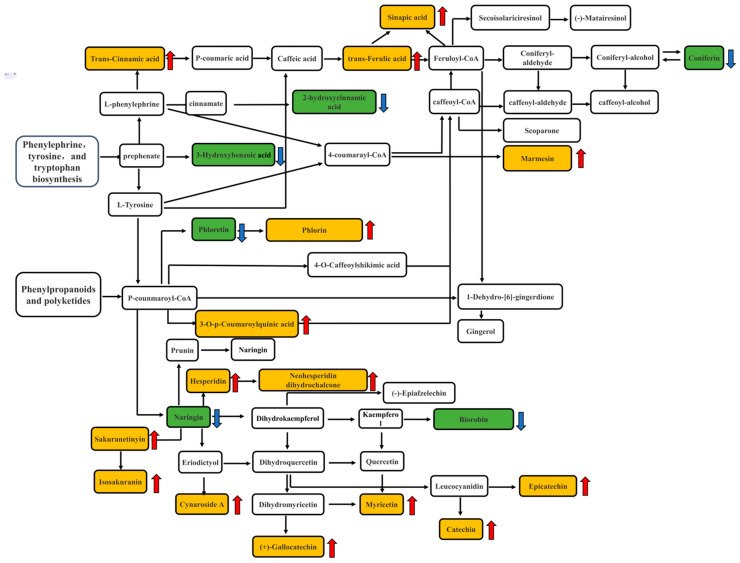 Sinapic acid
Secoisolariciresinol
(-)-Matairesinol
Trans-Cinnamic acid
P-coumaric acid
Caffeic acid
trans-Ferulic acid
Feruloyl-CoA
Coniferyl-
aldehyde
Coniferyl-alcohol
Coniferin
L-phenylephrine
cinnamate
2-hydroxycinnamic
acid
caffeoyl-CoA
caffeoyl-aldehyde
caffeoyl-alcohol
Scoparone
Phenylephrine,
tyrosine, and
tryptophan
biosynthesis
prephenate
3-Hydroxybenzoic acid
4-coumarayl-CoA
Marmesin
L-Tyrosine
Phloretin
Phlorin
4-O-Caffeoylshikimic acid
Phenylpropanoids
and polyketides
P-counmaroyl-CoA
1-Dehydro-[6]-gingerdione
3-O-p-Coumaroylquinic acid
Gingerol
Prunin
Naringin
Hesperidin
Neohesperidin
dihydrochalcone
(-)-Epiafzelechin
Naringin
Dihydrokaempferol
Kaempfero
l
Biorobin
Sakuranetinyin
Eriodictyol
Dihydroquercetin
Quercetin
Isosakuranin
Leucocyanidin
Epicatechin
Cynaroside A
Dihydromyricetin
Myricetin
Catechin
(+)-Gallocatechin